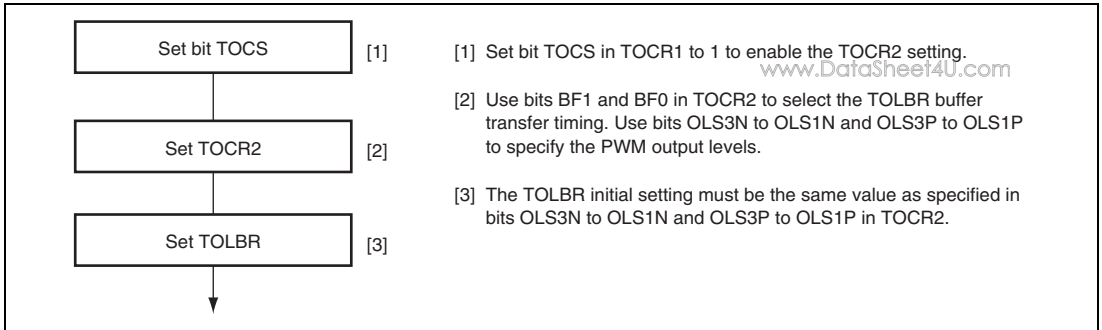 Set bit TOCS [1]
[1] Set bit TOCS in TOCR1 to 1 to enable the TOCR2 setting.
www.DataSheet4U.com
Set TOCR2 [2]
[2] Use bits BF1 and BF0 in TOCR2 to select the TOLBR buffer
transfer timing. Use bits OLS3N to OLS1N and OLS3P to OLS1P
to specify the PWM output levels.
Set TOLBR [3]
[3] The TOLBR initial setting must be the same value as specified in
bits OLS3N to OLS1N and OLS3P to OLS1P in TOCR2.